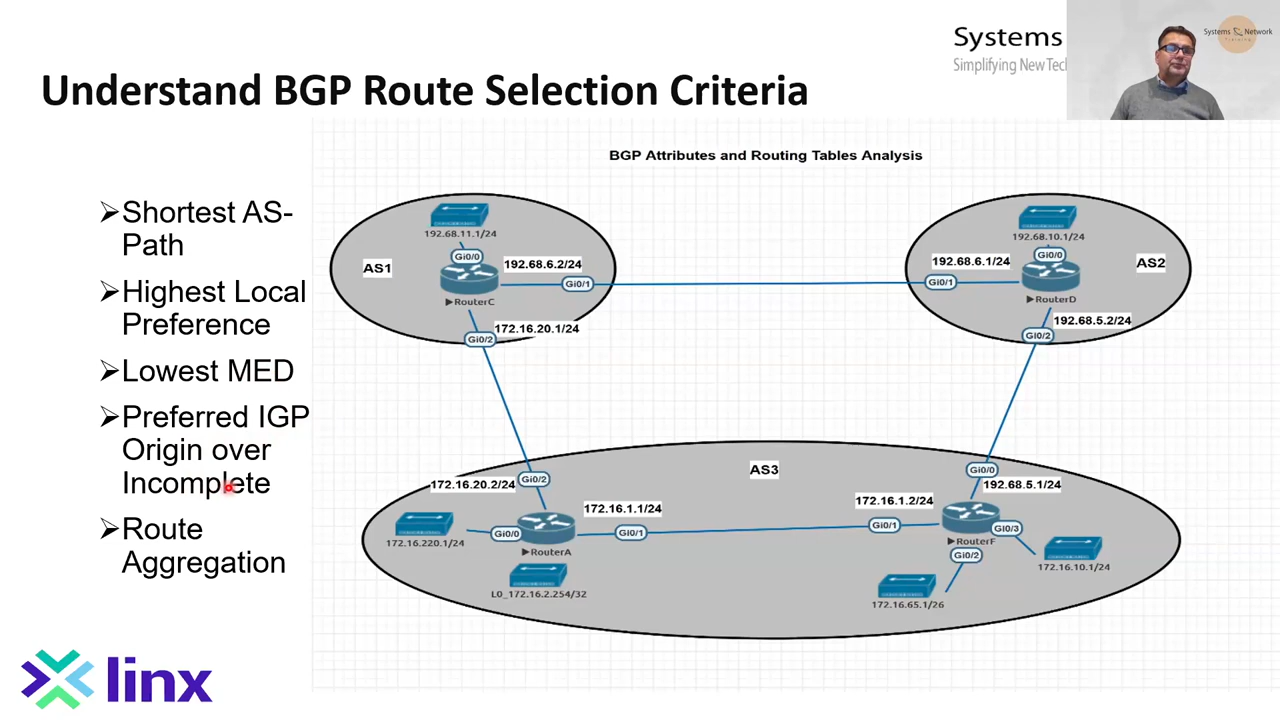 Systems
Simplifying New Tec
Systems Network
Training
Understand BGP Route Selection Criteria
BGP Attributes and Routing Tables Analysis
➢Shortest AS-
Path
➢Highest Local
Preference
➢Lowest MED
➢Preferred IGP
Origin over
Incomplete
➢Route
Aggregation
192.68.11.1/24
Gi0/0
AS1
192.68.6.2/24
Gi0/1
▶RouterC
172.16.20.1/24
Gi0/2
192.68.10.1/24
Gi0/0
192.68.6.1/24
AS2
Gi0/1
▶RouterD
192.68.5.2/24
Gi0/2
AS3
172.16.20.2/24
Gi0/2
172.16.220.1/24
Gi0/0
172.16.1.1/24
Gi0/1
▶RouterA
L0_172.16.2.254/32
Gi0/0
192.68.5.1/24
172.16.1.2/24
Gi0/1
GI0/3
▶RouterF
Gi0/2
172.16.10.1/24
172.16.65.1/26
linx